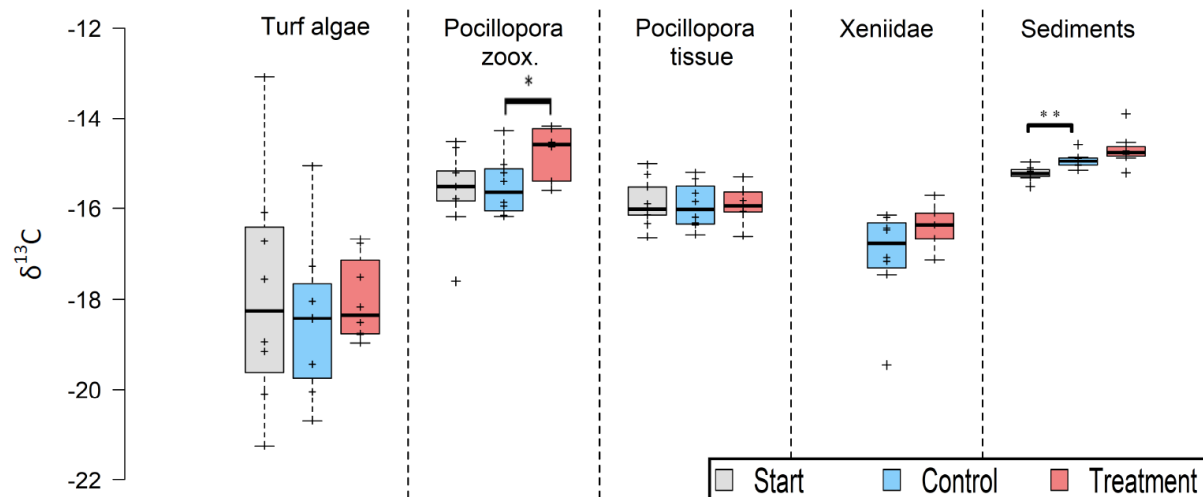 Turf algae
Pocillopora
zoox.
Pocillopora
tissue
Xeniidae
Sediments
-12
-14
-16
-18
-20
-22
δ¹³C
*
**
Start
Control
Treatment